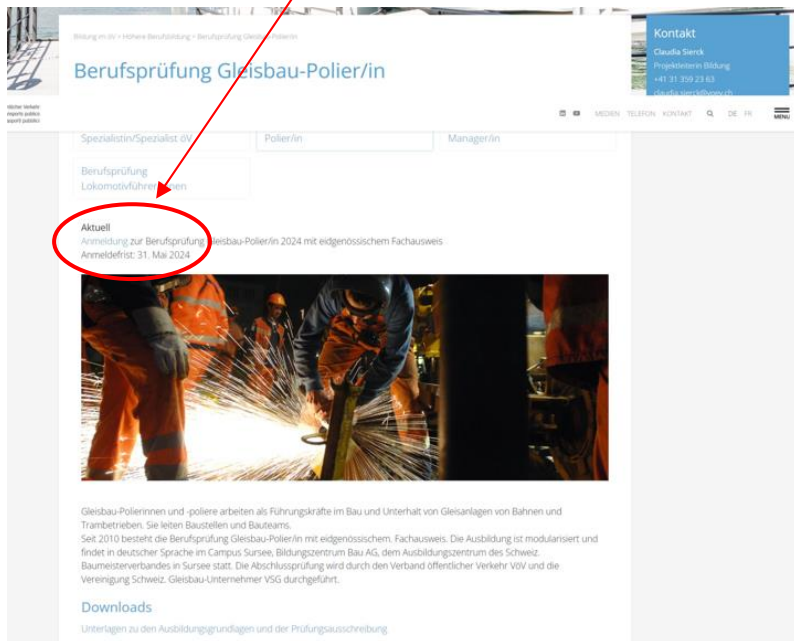 Bildung im öV > Höhere Berufsbildung > Berufsprüfung Gleisbau-Polier/in
Berufsprüfung Gleisbau-Polier/in
Kontakt
Claudia Sierck
Projektleiterin Bildung
+41 31 359 23 63
claudia.sierck@voev.ch
MEDIEN TELEFON KONTAKT DE FR MENU
Spezialistin/Spezialist öV
Polier/in
Manager/in
Berufsprüfung
Lokomotivführer/innen
Aktuell
Anmeldung zur Berufsprüfung Gleisbau-Polier/in 2024 mit eidgenössischem Fachausweis
Anmeldefrist: 31. Mai 2024
Gleisbau-Polierinnen und -poliere arbeiten als Führungskräfte im Bau und Unterhalt von Gleisanlagen von Bahnen und
Trambetrieben. Sie leiten Baustellen und Bauteams.
Seit 2010 besteht die Berufsprüfung Gleisbau-Polier/in mit eidgenössischem. Fachausweis. Die Ausbildung ist modularisiert und
findet in deutscher Sprache im Campus Sursee, Bildungszentrum Bau AG, dem Ausbildungszentrum des Schweiz.
Baumeisterverbandes in Sursee statt. Die Abschlussprüfung wird durch den Verband öffentlicher Verkehr VöV und die
Vereinigung Schweiz. Gleisbau-Unternehmer VSG durchgeführt.
Downloads
Unterlagen zu den Ausbildungsgrundlagen und der Prüfungsausschreibung